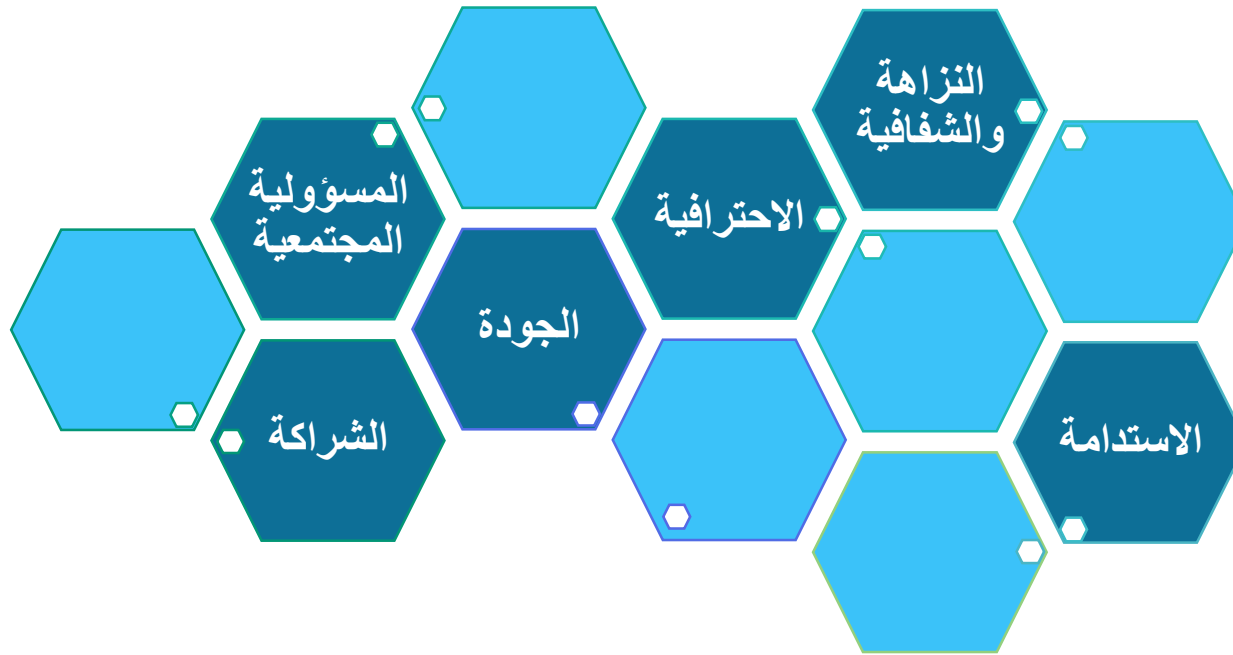 النزاهة
والشفافية
الاحترافية
المسؤولية
المجتمعية
الجودة
الاستدامة
الشراكة